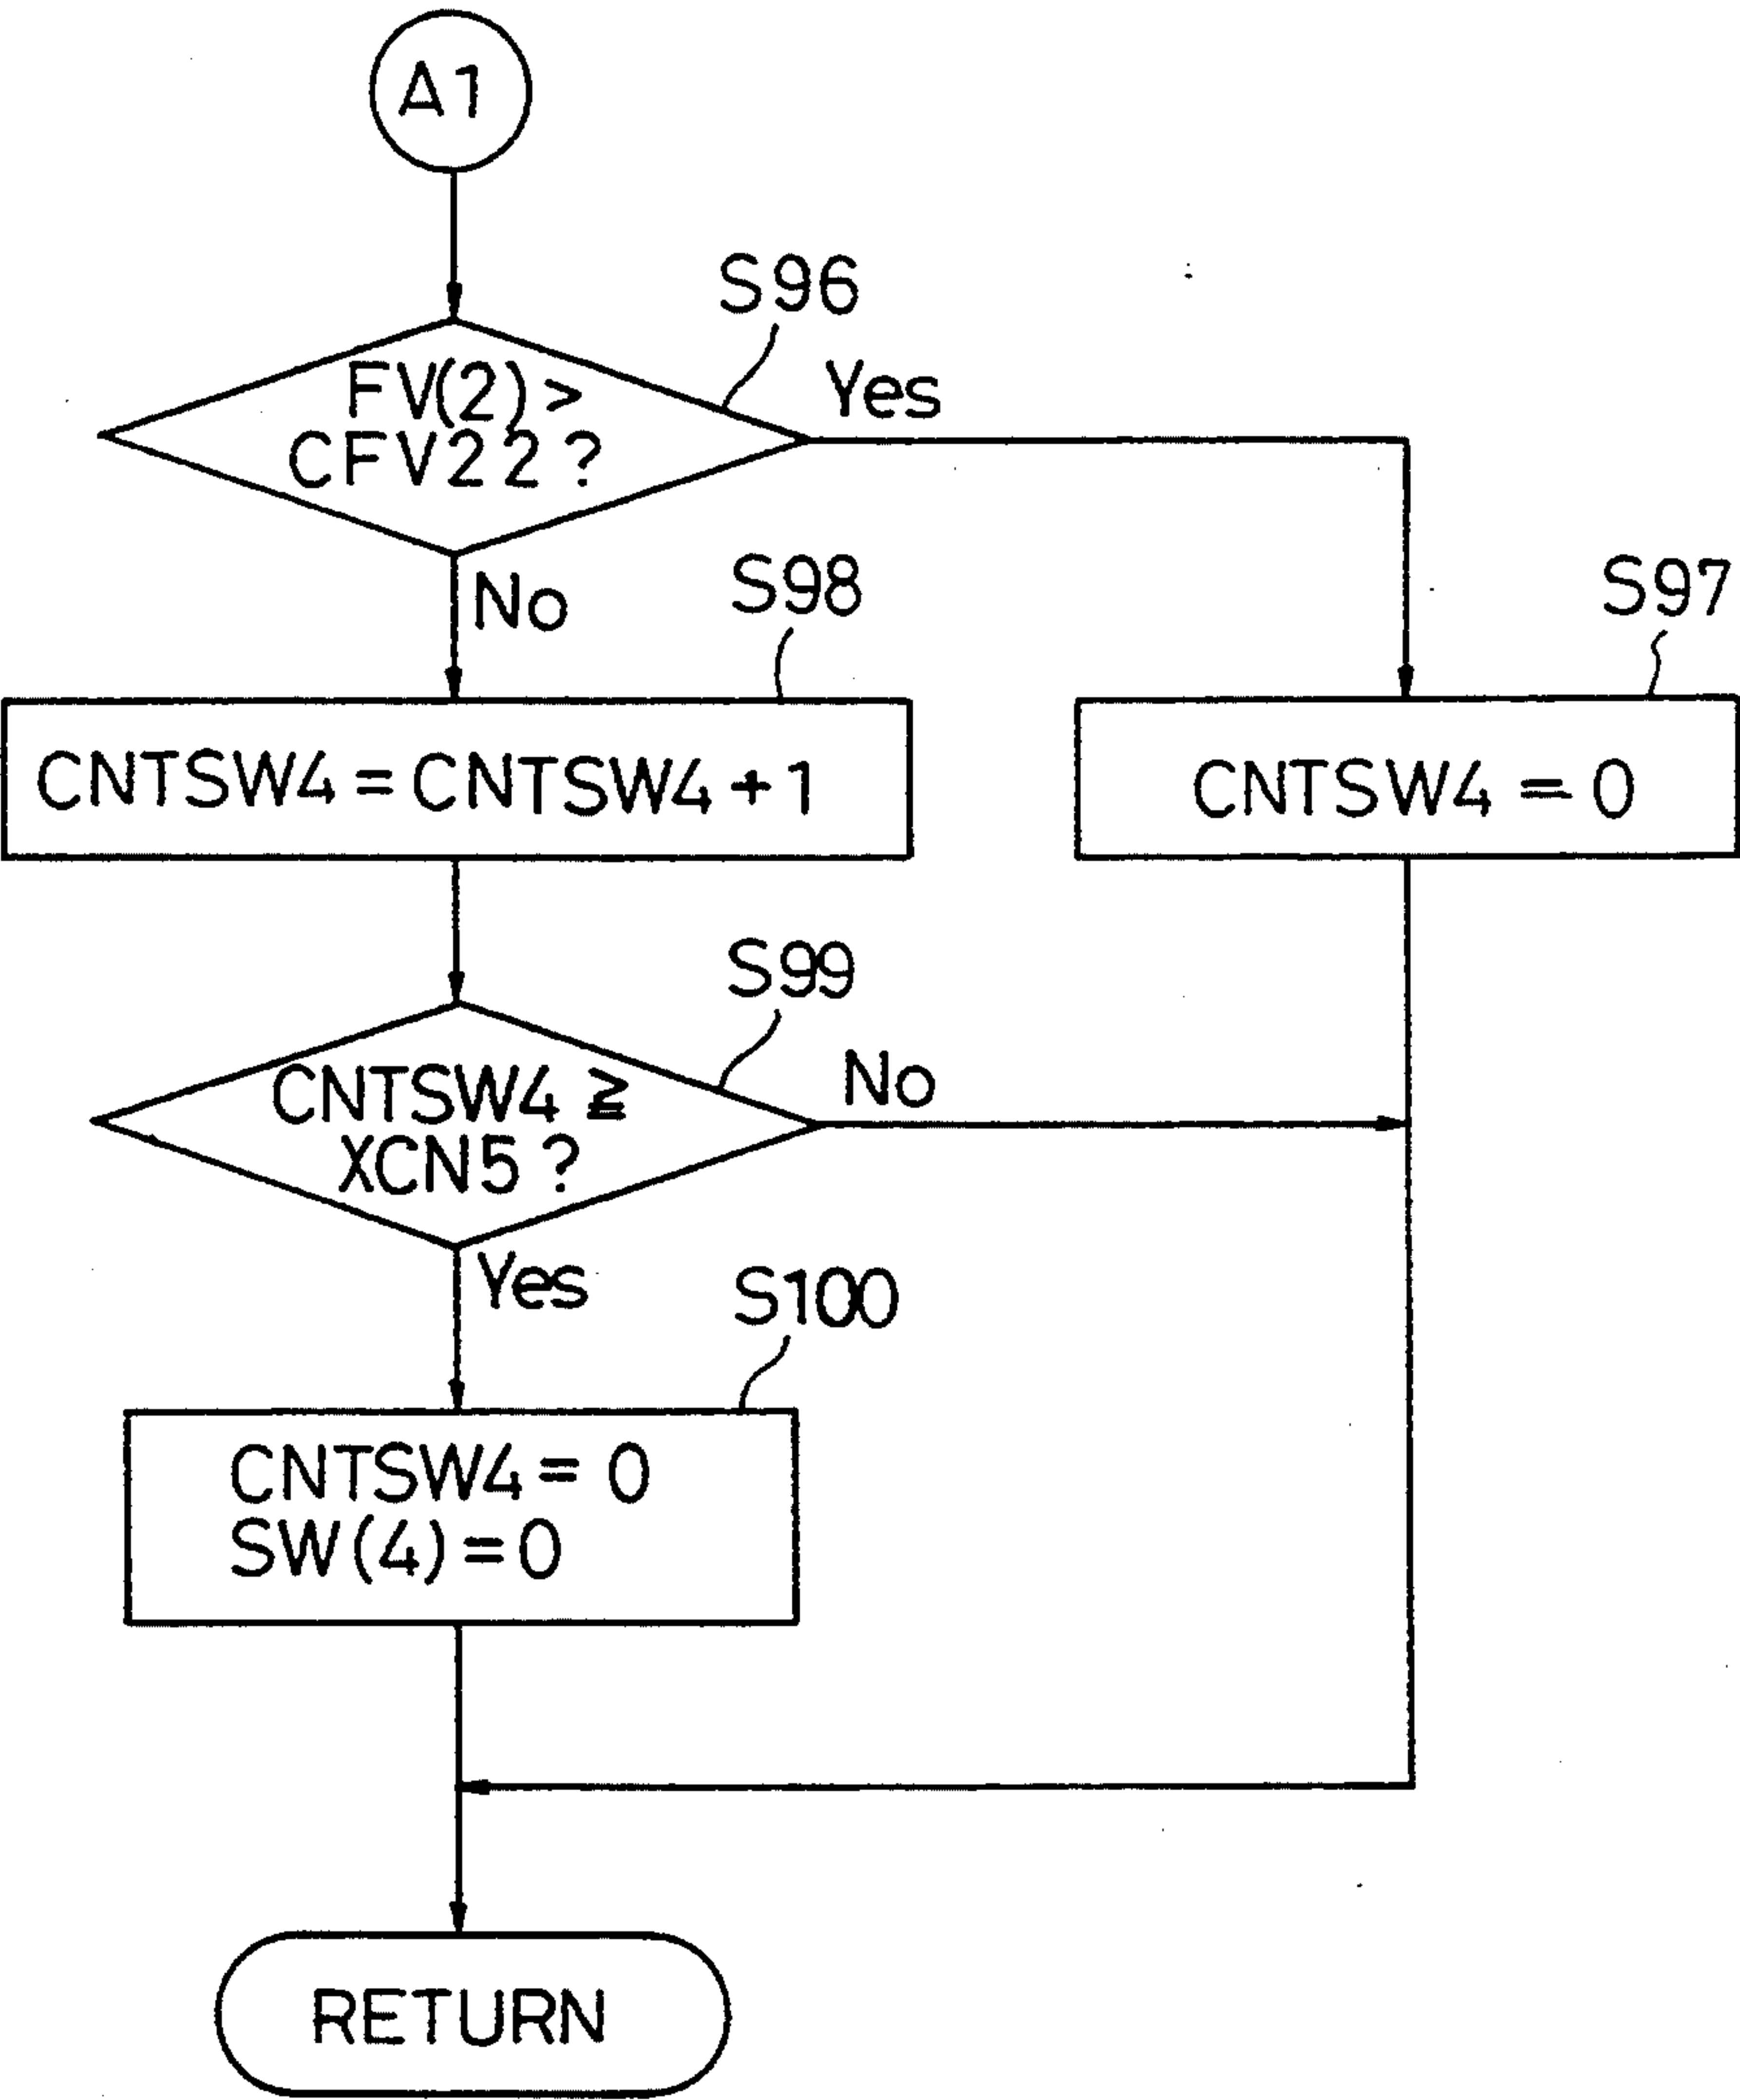 A1
S96
FV(2)>
CFV22?
Yes
No
S98
S97
CNTSW4=CNTSW4+1
CNTSW4=0
S99
CNTSW4≧
XCN5?
No
Yes
S100
CNTSW4=0
SW(4)=0
RETURN